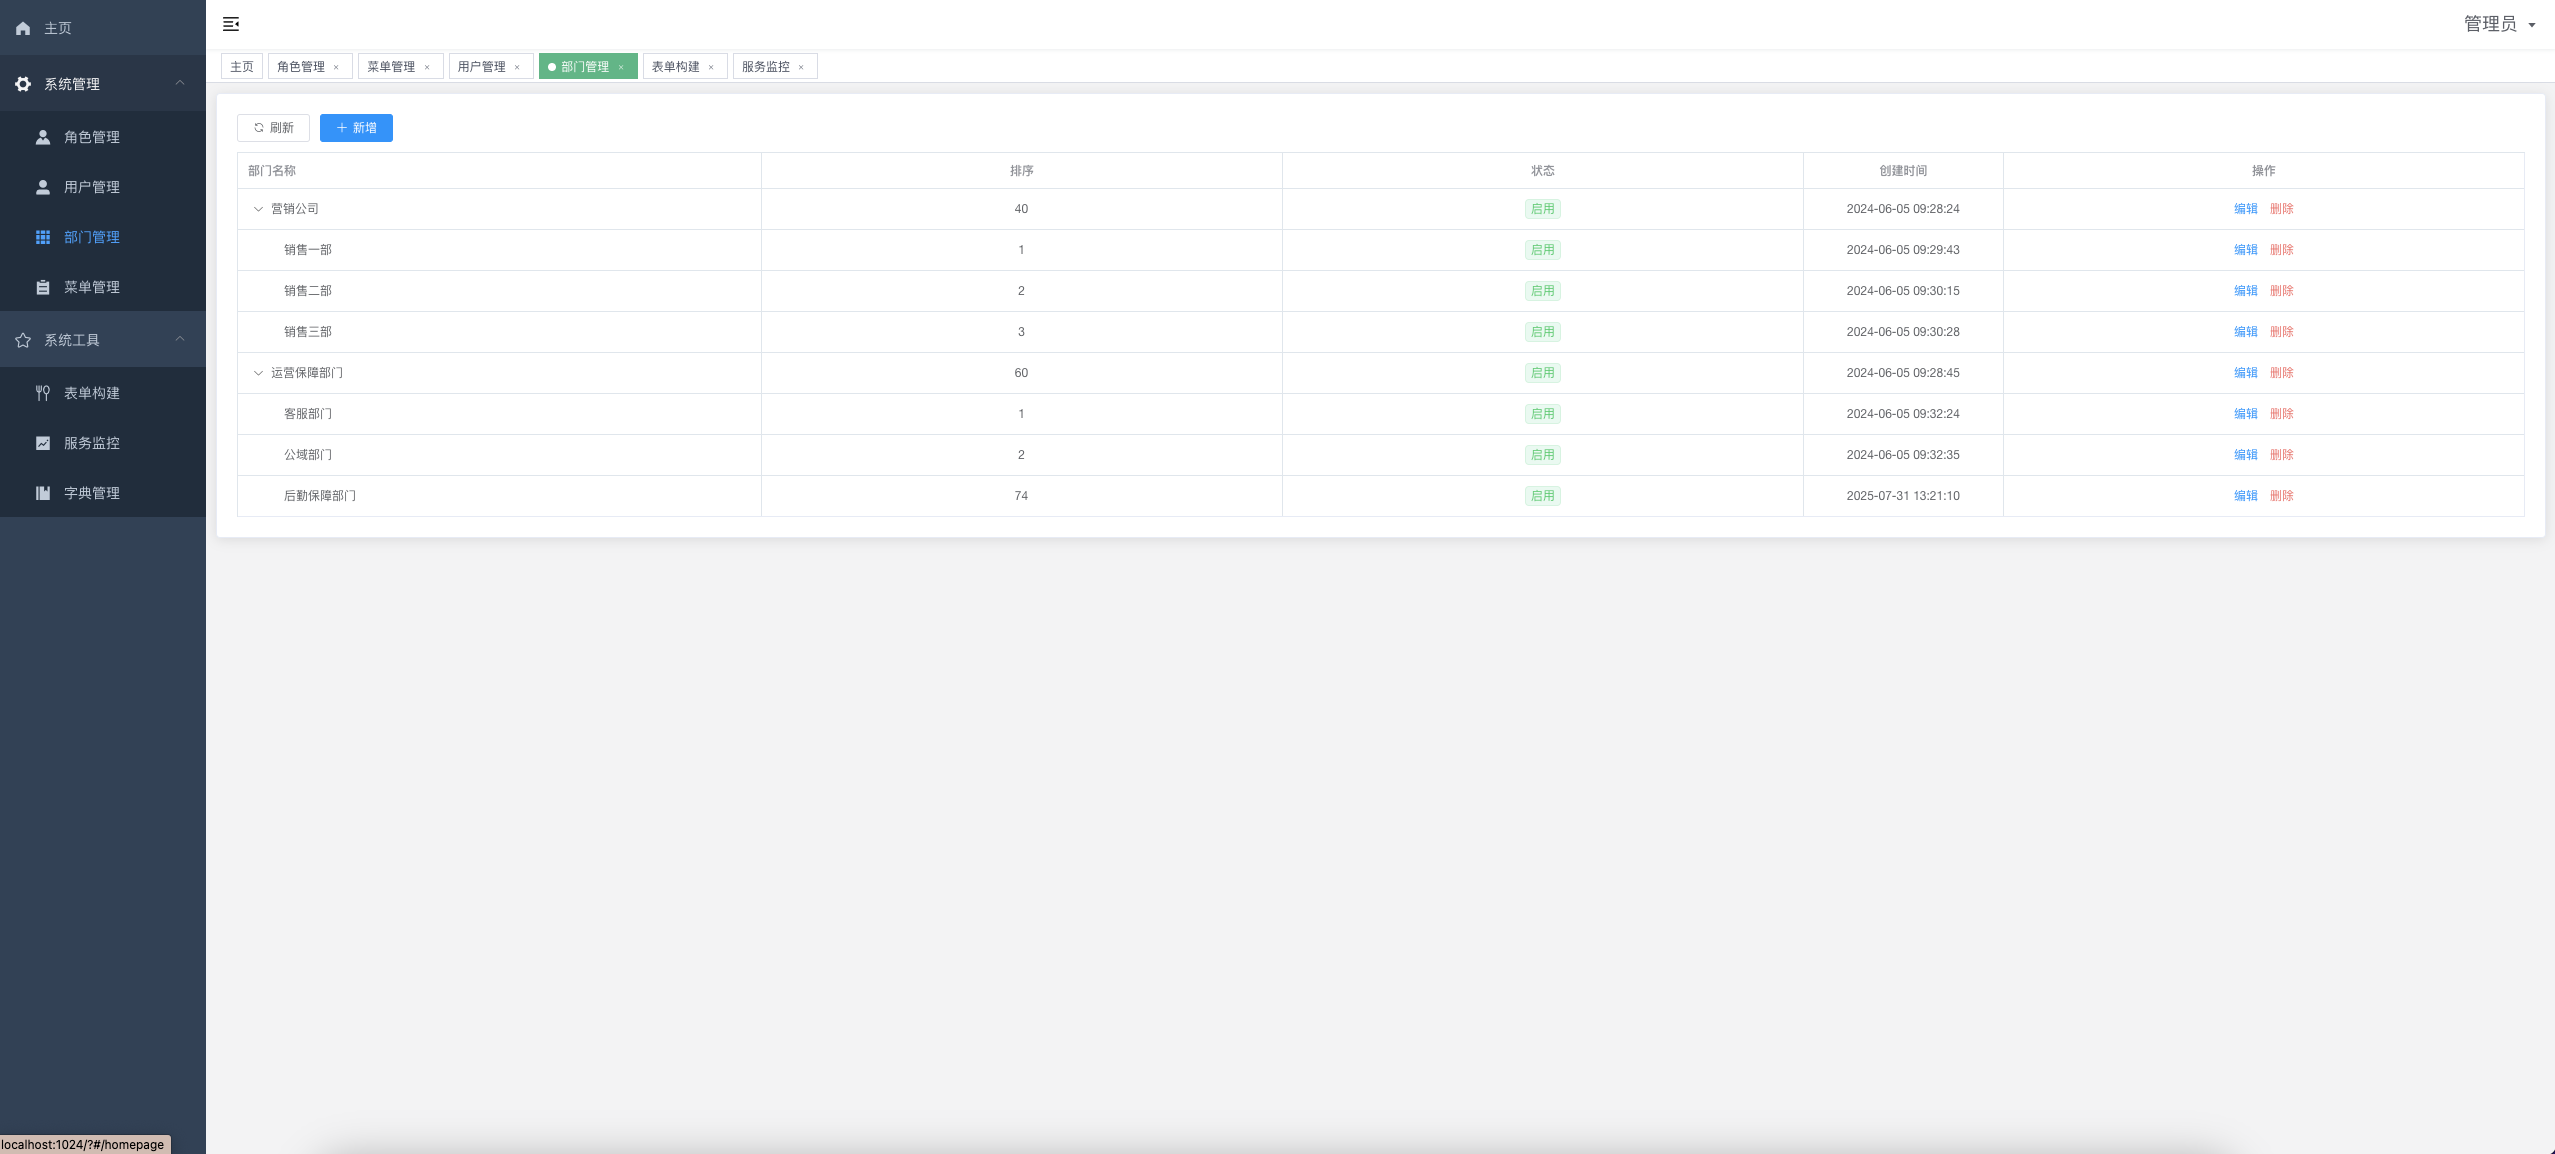 主页
系统管理
角色管理
用户管理
部门管理
菜单管理
系统工具
表单构建
服务监控
字典管理
管理员
主页 角色管理 × 菜单管理 × 用户管理 × 部门管理 × 表单构建 × 服务监控 ×
刷新 + 新增
部门名称 排序 状态 创建时间 操作
营销公司 40 启用 2024-06-05 09:28:24 编辑 删除
销售一部 1 启用 2024-06-05 09:29:43 编辑 删除
销售二部 2 启用 2024-06-05 09:30:15 编辑 删除
销售三部 3 启用 2024-06-05 09:30:28 编辑 删除
运营保障部门 60 启用 2024-06-05 09:28:45 编辑 删除
客服部门 1 启用 2024-06-05 09:32:24 编辑 删除
公域部门 2 启用 2024-06-05 09:32:35 编辑 删除
后勤保障部门 74 启用 2025-07-31 13:21:10 编辑 删除
localhost:1024/?#/homepage